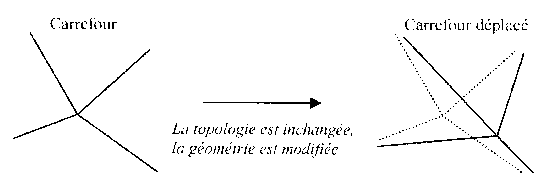 Carrefour
Carrefour déplacé
La topologie est inchangée,
la géométrie est modifiée